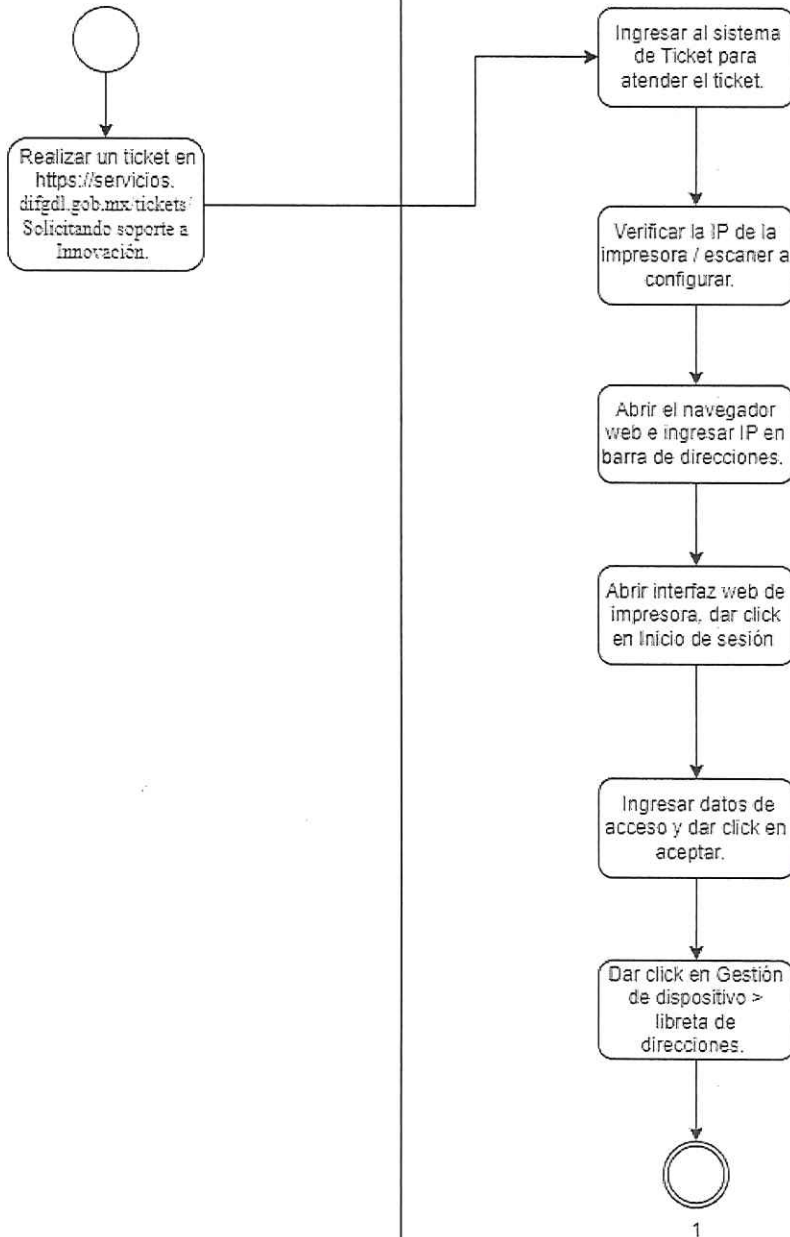 Realizar un ticket en
https://servicios.
difgdl.gob.mx/tickets/
Solicitando soporte a
Innovación.
Ingresar al sistema
de Ticket para
atender el ticket.
Verificar la IP de la
impresora / escaner a
configurar.
Abrir el navegador
web e ingresar IP en
barra de direcciones.
Abrir interfaz web de
impresora, dar click
en Inicio de sesión
Ingresar datos de
acceso y dar click en
aceptar.
Dar click en Gestión
de dispositivo >
libreta de
direcciones.
1